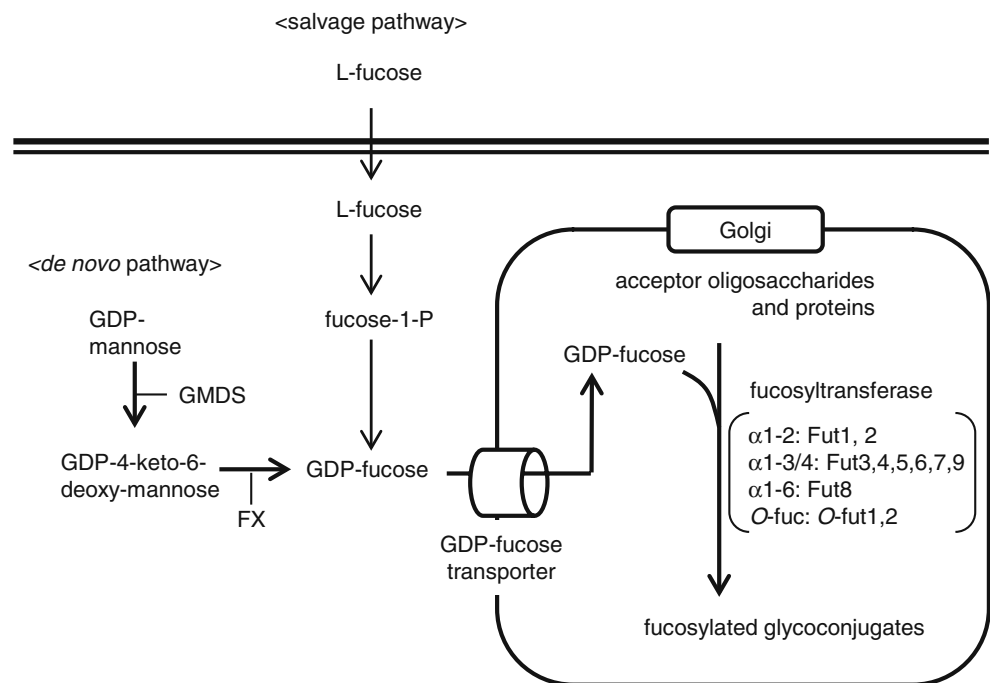 <salvage pathway>
L-fucose
L-fucose
<de novo pathway>
GDP-
mannose
GMDS
GDP-4-keto-6-
deoxy-mannose
FX
fucose-1-P
GDP-fucose
GDP-fucose
transporter
Golgi
acceptor oligosaccharides
and proteins
GDP-fucose
fucosyltransferase
α1-2: Fut1, 2
α1-3/4: Fut3,4,5,6,7,9
α1-6: Fut8
O-fuc: O-fut1,2
fucosylated glycoconjugates